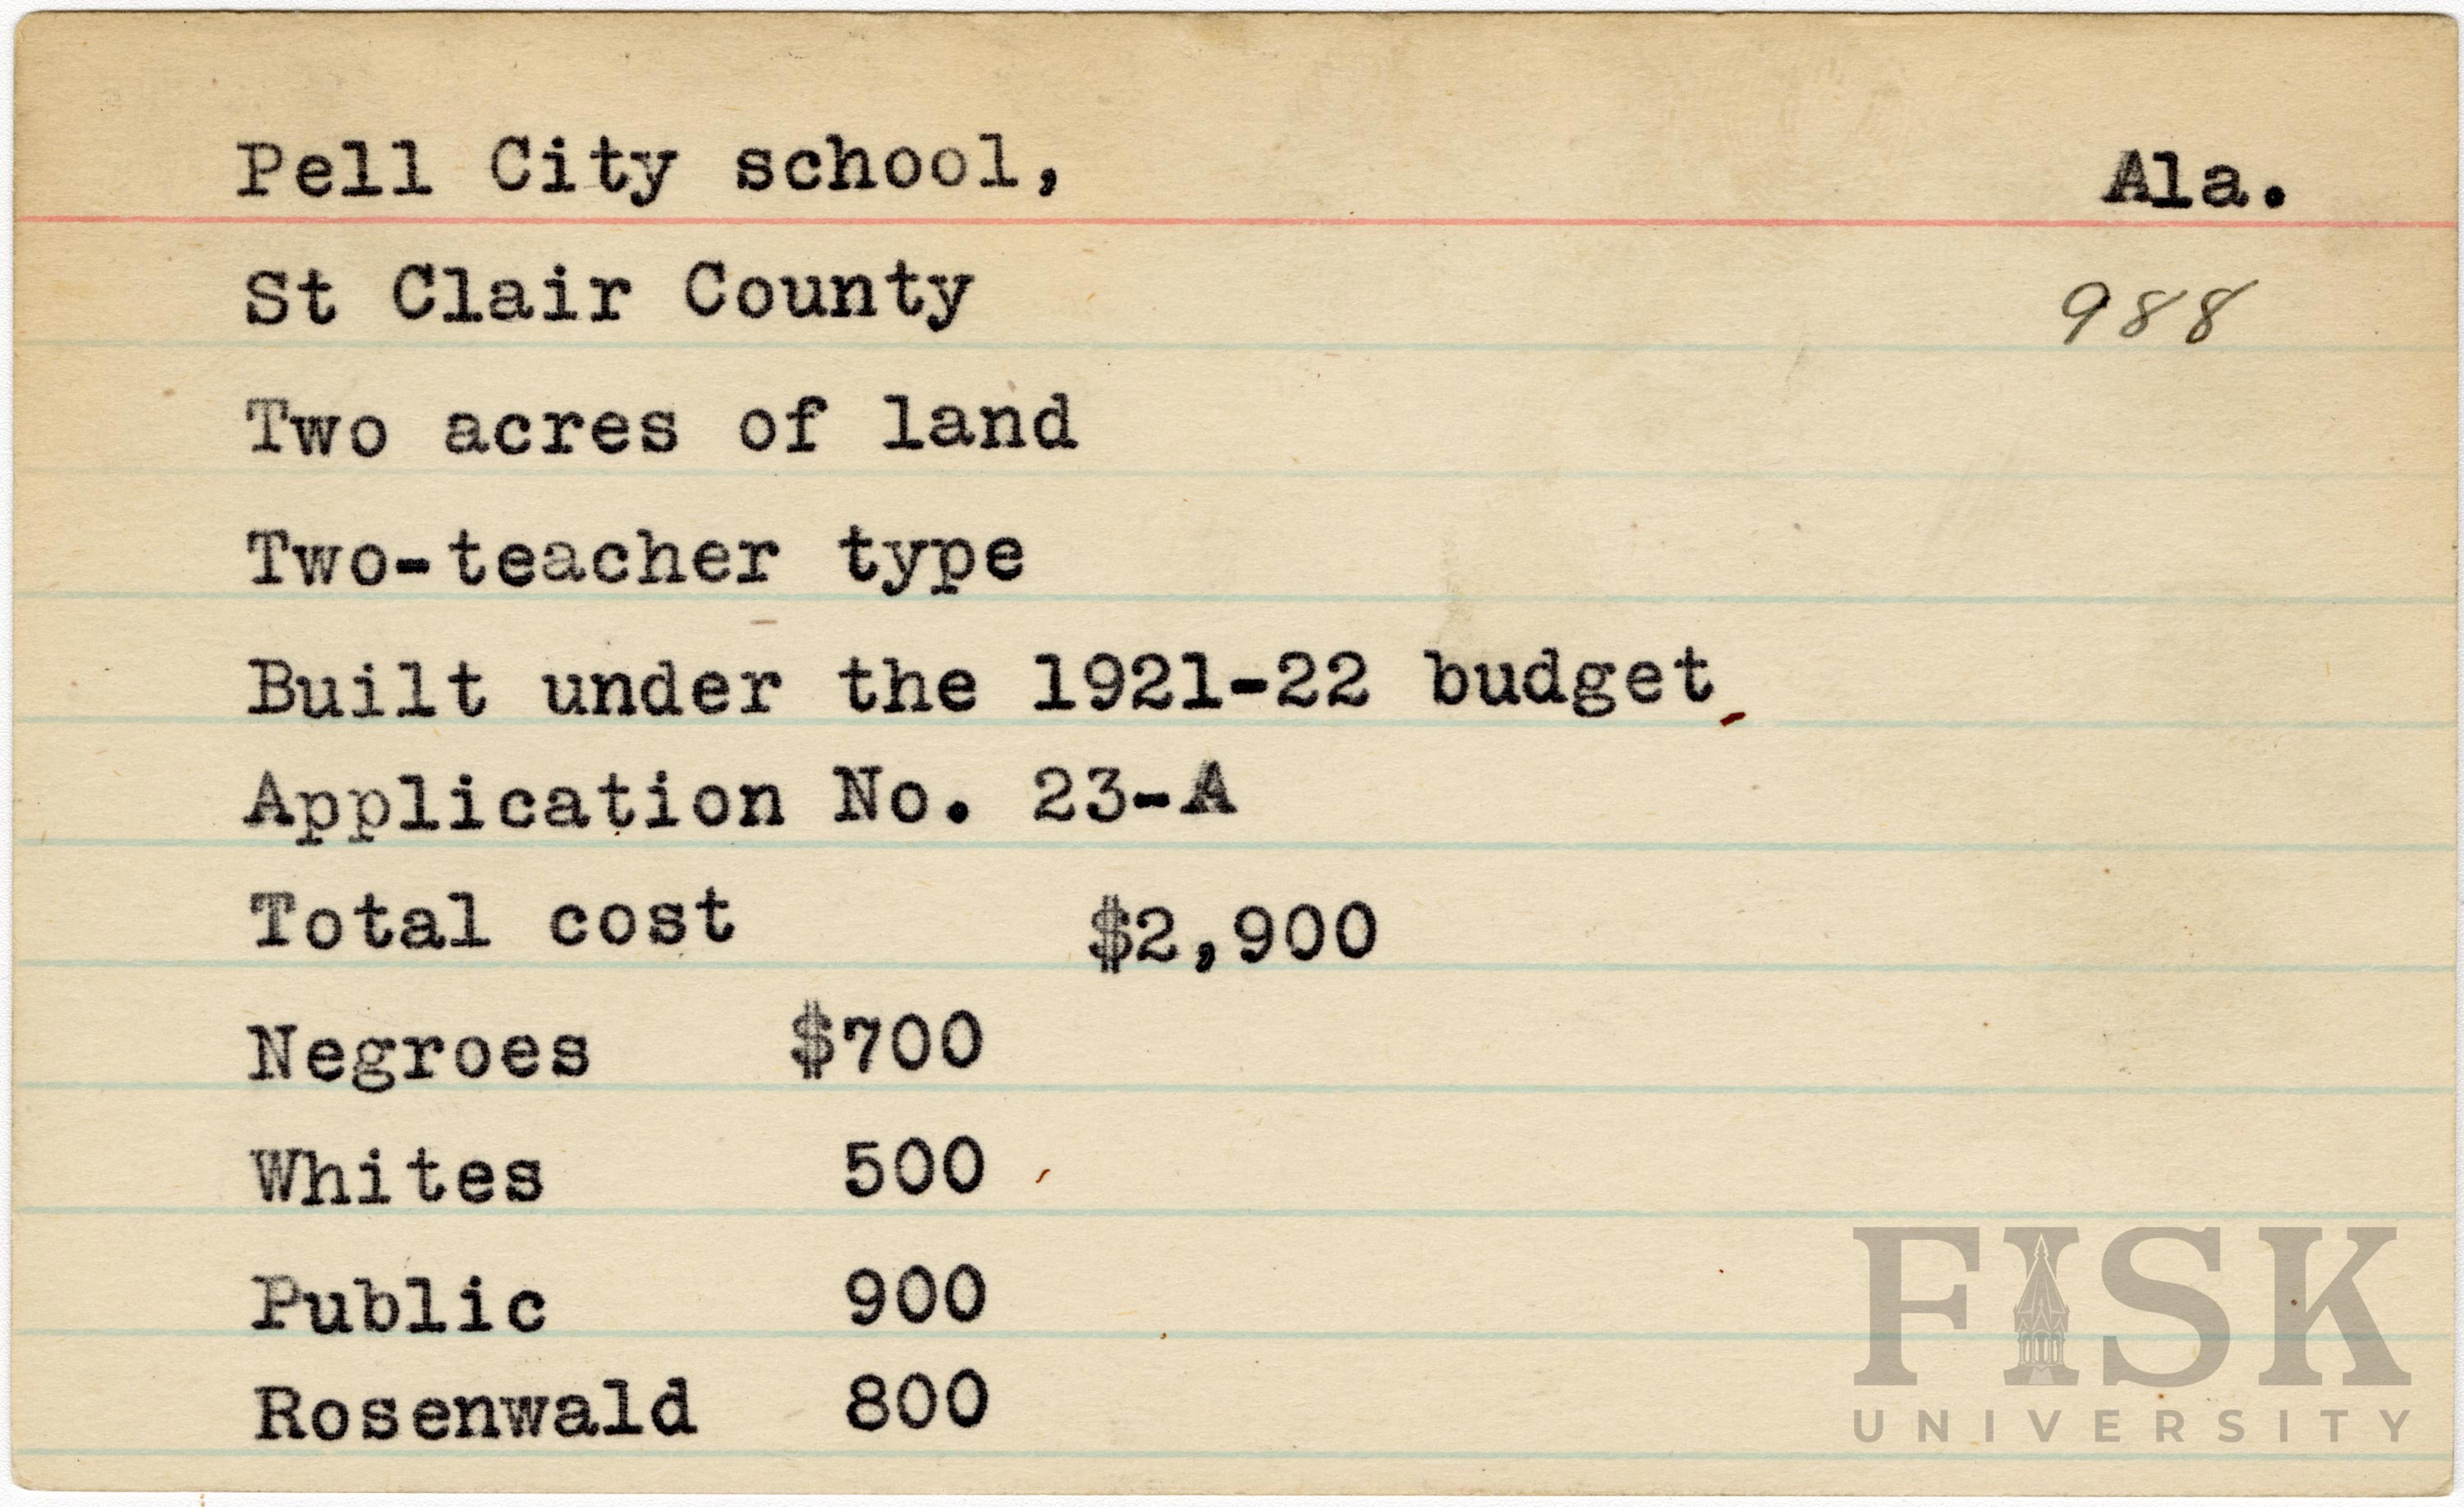 Pell City school, Ala.
St Clair County 988
Two acres of land
Two-teacher type
Built under the 1921-22 budget
Application No. 23-A
Total cost $2,900
Negroes $700
Whites 500
Public 900
Rosenwald 800
FISK
UNIVERSITY